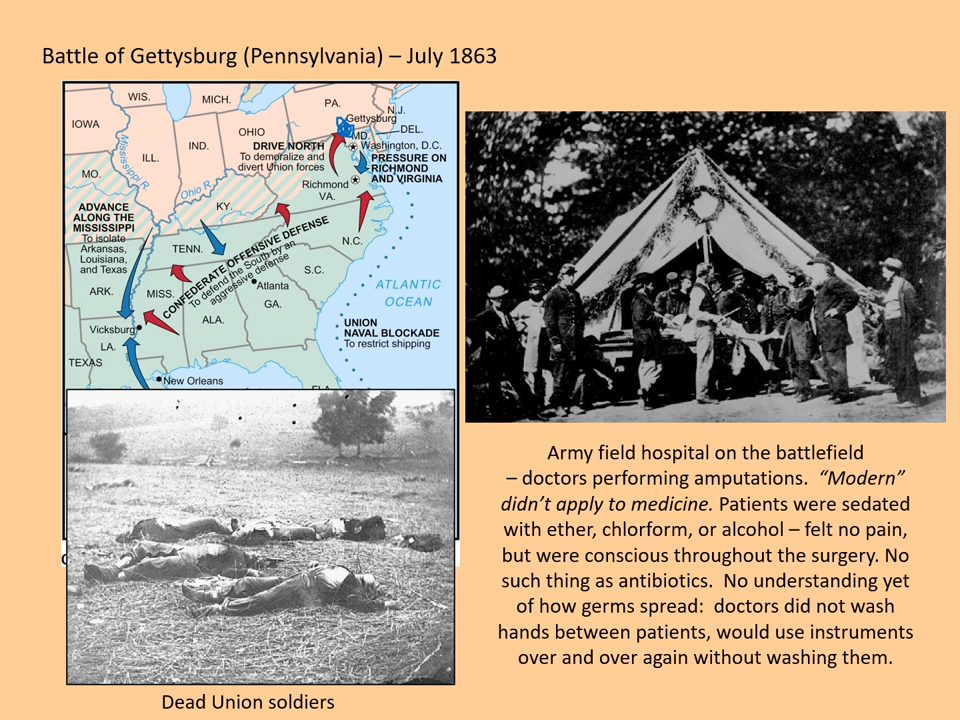 Battle of Gettysburg (Pennsylvania) – July 1863
WIS.
MICH.
PA.
N.J.
Gettysburg
IOWA
OHIO
MD.
DEL.
IND.
ILL.
Washington, D.C.
DRIVE NORTH
To demoralize and
divert Union forces
PRESSURE ON
RICHMOND
AND VIRGINIA
Mississippi R.
Ohio R.
MO.
Richmond
VA.
KY.
ADVANCE
ALONG THE
MISSISSIPPI
To isolate
Arkansas,
Louisiana,
and Texas
CONFEDERATE OFFENSIVE DEFENSE
To defend the South by an
aggressive defense
TENN.
N.C.
S.C.
ARK.
MISS.
Atlanta
GA.
ALA.
ATLANTIC
OCEAN
Vicksburg
LA.
UNION
NAVAL BLOCKADE
To restrict shipping
TEXAS
New Orleans
Army field hospital on the battlefield
– doctors performing amputations. “Modern”
didn’t apply to medicine. Patients were sedated
with ether, chlorform, or alcohol – felt no pain,
but were conscious throughout the surgery. No
such thing as antibiotics. No understanding yet
of how germs spread: doctors did not wash
hands between patients, would use instruments
over and over again without washing them.
Dead Union soldiers